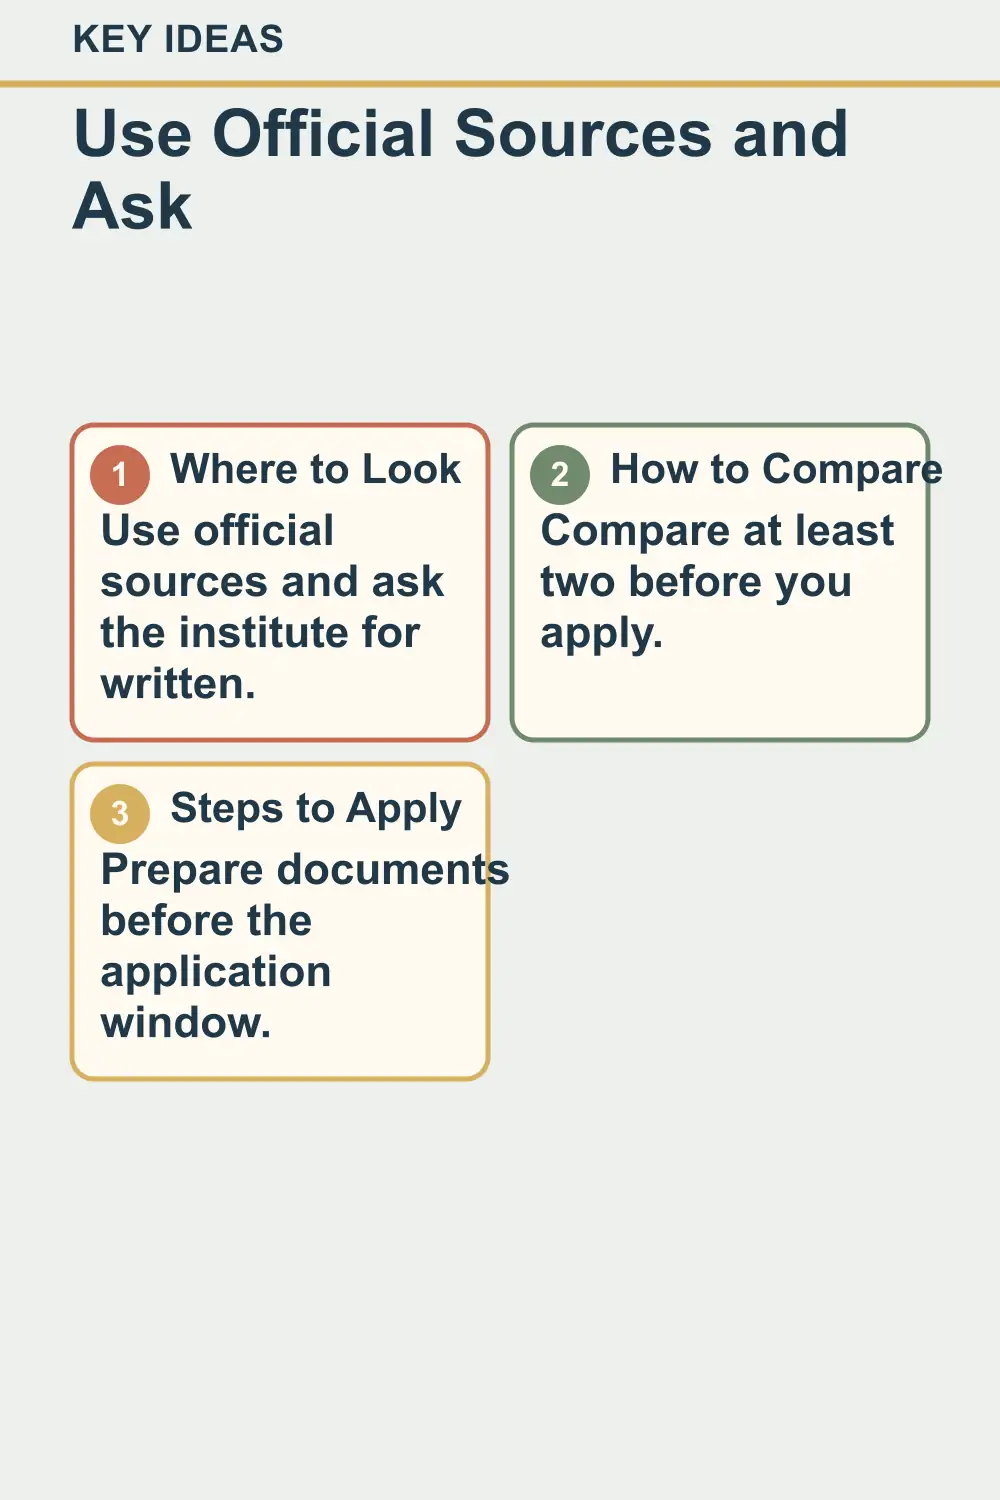 KEY IDEAS
Use Official Sources and
Ask
1 Where to Look
Use official
sources and ask
the institute for
written.
2 How to Compare
Compare at least
two before you
apply.
3 Steps to Apply
Prepare documents
before the
application
window.